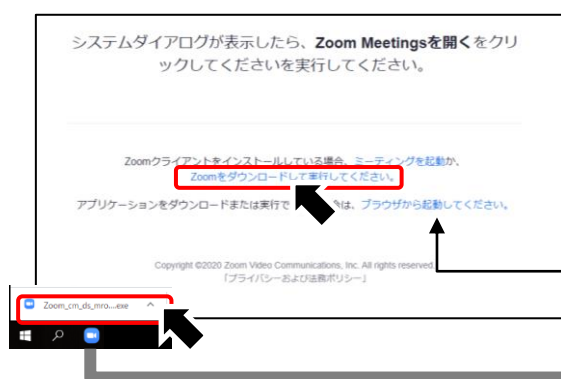 システムダイアログが表示したら、Zoom Meetingsを開くをクリ
ックしてくださいを実行してください。
Zoomクライアントをインストールしている場合、ミーティングを起動か、
Zoomをダウンロードして実行してください。
アプリケーションをダウンロードまたは実行で は、ブラウザから起動してください。
Copyright ©2020 Zoom Video Communications, Inc. All rights reserved.
「プライバシーおよび法務ポリシー」
Zoom_cm_ds_mro....exe